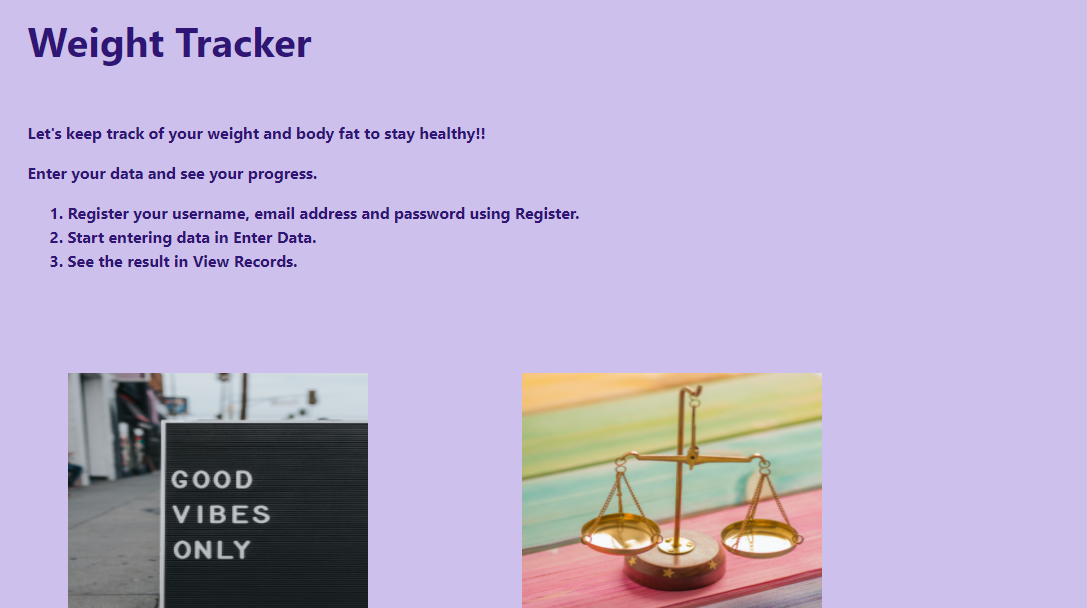 Weight Tracker
Let's keep track of your weight and body fat to stay healthy!!
Enter your data and see your progress.
1. Register your username, email address and password using Register.
2. Start entering data in Enter Data.
3. See the result in View Records.
GOOD
VIBES
ONLY